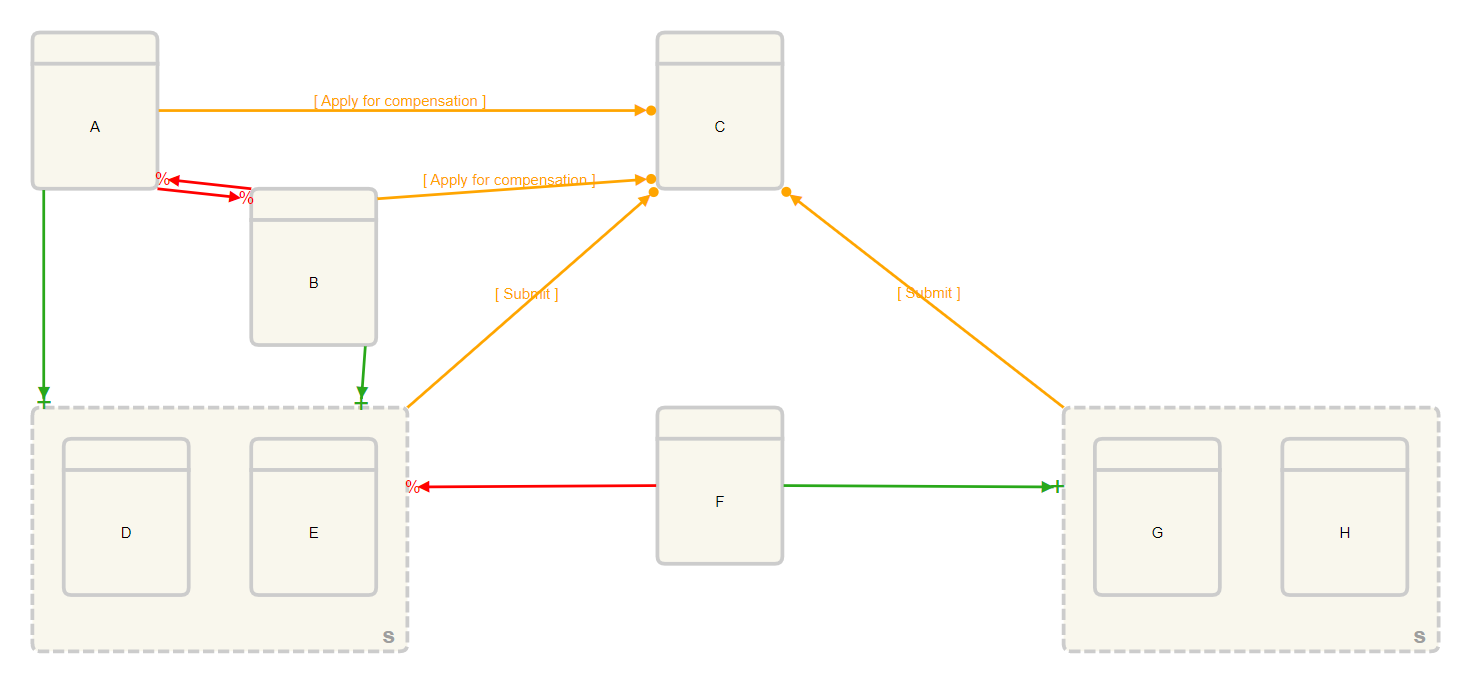 [ Apply for compensation ]
A
C
%
[ Apply for compensation ]
%
B
[ Submit ]
[ Submit ]
%
F
D
E
G
H
s
s